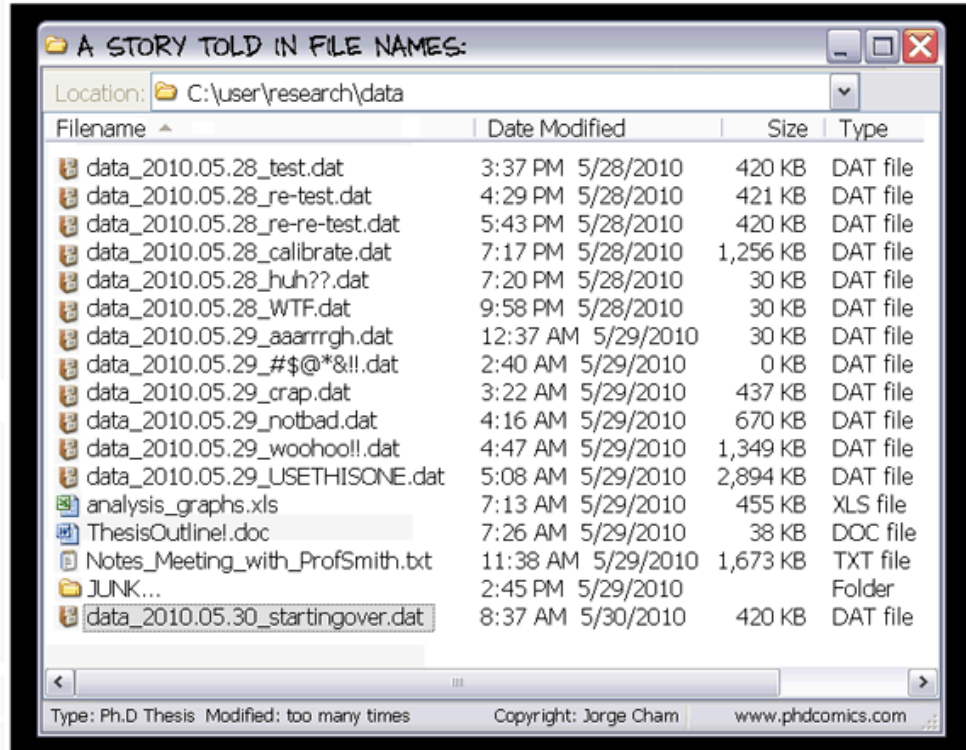 A STORY TOLD IN FILE NAMES:
Location: C:\user\research\data
Filename Date Modified Size Type
data_2010.05.28_test.dat 3:37 PM 5/28/2010 420 KB DAT file
data_2010.05.28_re-test.dat 4:29 PM 5/28/2010 421 KB DAT file
data_2010.05.28_re-re-test.dat 5:43 PM 5/28/2010 420 KB DAT file
data_2010.05.28_calibrate.dat 7:17 PM 5/28/2010 1,256 KB DAT file
data_2010.05.28_huh??.dat 7:20 PM 5/28/2010 30 KB DAT file
data_2010.05.28_WTF.dat 9:58 PM 5/28/2010 30 KB DAT file
data_2010.05.29_aaarrrgh.dat 12:37 AM 5/29/2010 30 KB DAT file
data_2010.05.29_#$@*&!!.dat 2:40 AM 5/29/2010 0 KB DAT file
data_2010.05.29_crap.dat 3:22 AM 5/29/2010 437 KB DAT file
data_2010.05.29_notbad.dat 4:16 AM 5/29/2010 670 KB DAT file
data_2010.05.29_woohoo!!.dat 4:47 AM 5/29/2010 1,349 KB DAT file
data_2010.05.29_USETHISONE.dat 5:08 AM 5/29/2010 2,894 KB DAT file
analysis_graphs.xls 7:13 AM 5/29/2010 455 KB XLS file
ThesisOutline!.doc 7:26 AM 5/29/2010 38 KB DOC file
Notes_Meeting_with_ProfSmith.txt 11:38 AM 5/29/2010 1,673 KB TXT file
JUNK... 2:45 PM 5/29/2010 Folder
data_2010.05.30_startingover.dat 8:37 AM 5/30/2010 420 KB DAT file
Type: Ph.D Thesis Modified: too many times Copyright: Jorge Cham www.phdcomics.com